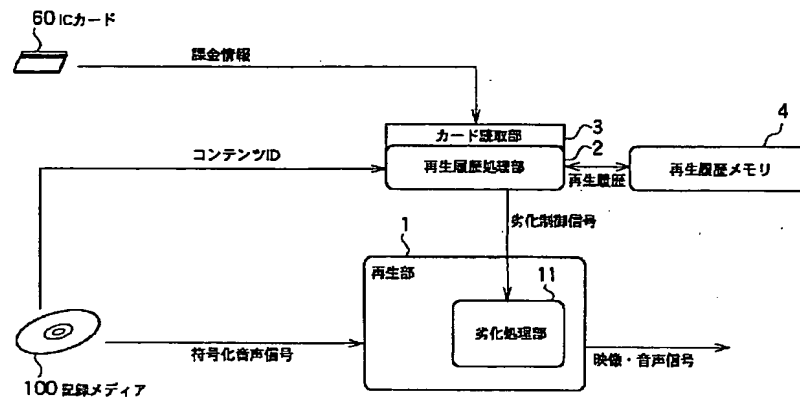 60 ICカード
課金情報
カード読取部
3
2
4
コンテンツID
再生履歴処理部
再生履歴
再生履歴メモリ
劣化制御信号
1
再生部
11
劣化処理部
符号化音声信号
映像・音声信号
100 記録メディア